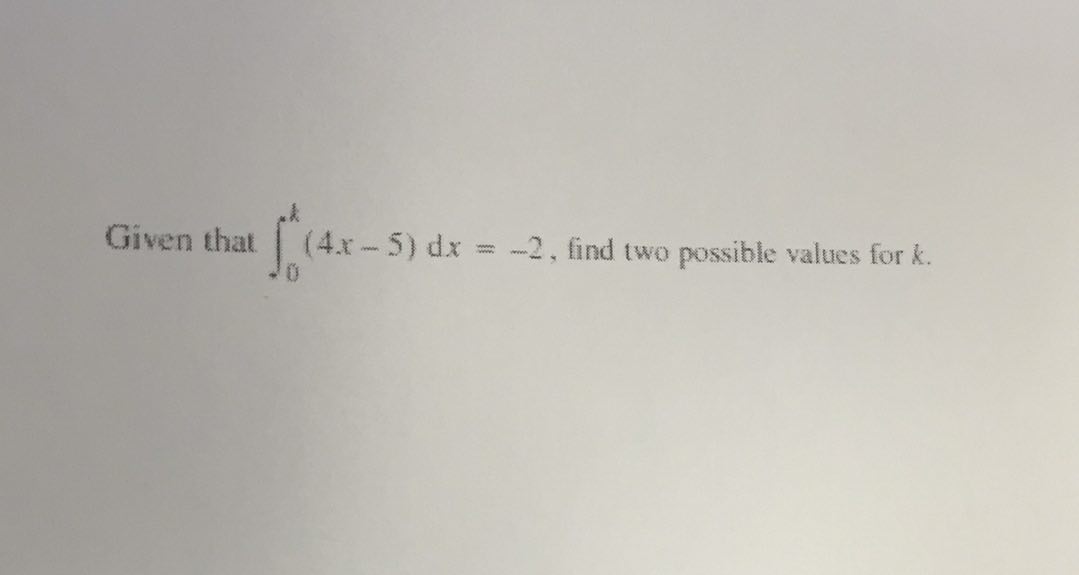 Given that ∫₀ᵏ (4x – 5) dx = –2, find two possible values for k.